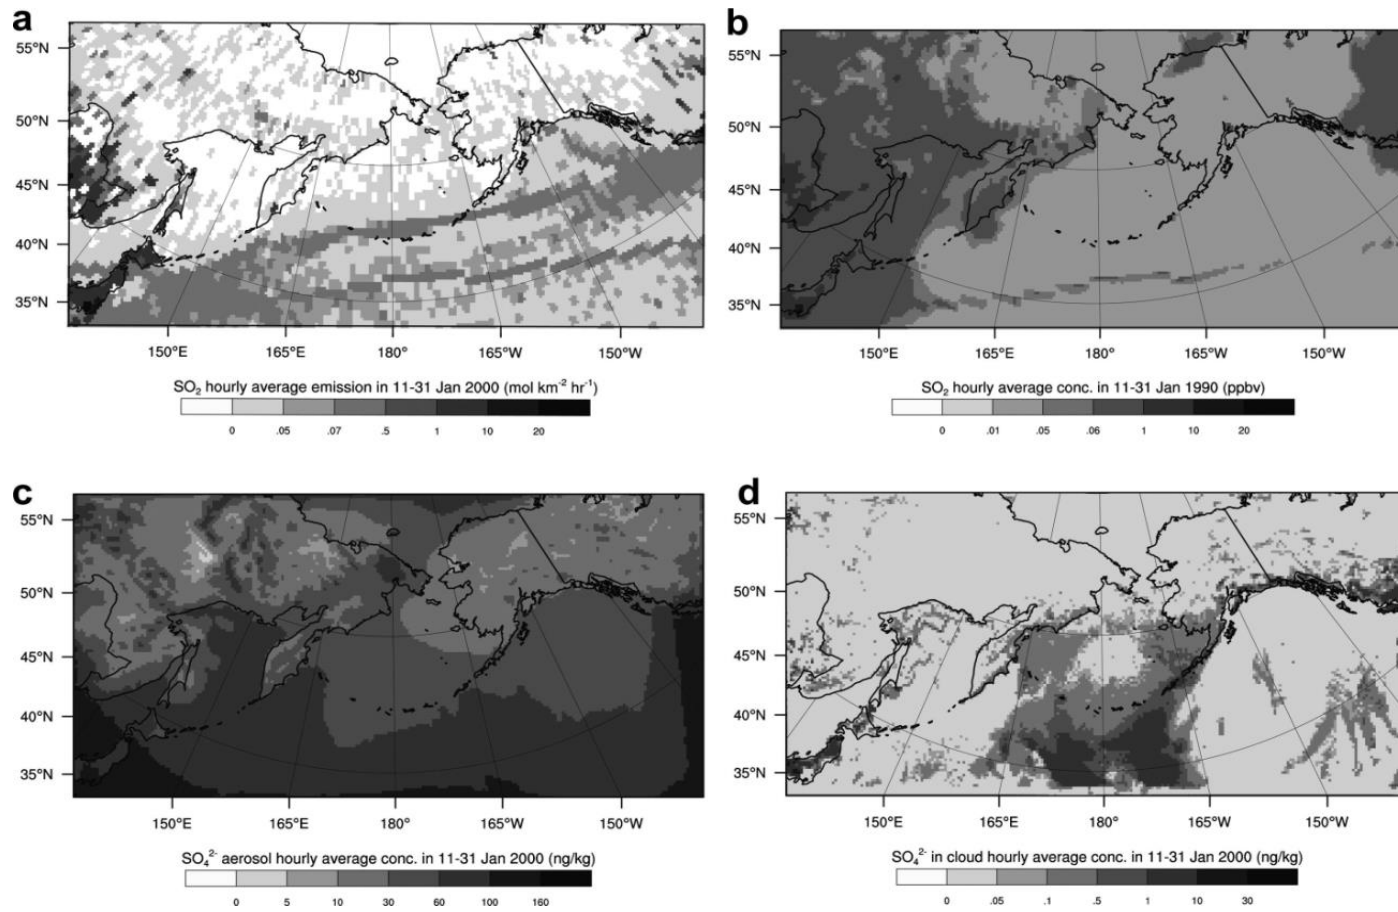 a
55°N
50°N
45°N
40°N
35°N
150°E 165°E 180° 165°W 150°W
SO₂ hourly average emission in 11-31 Jan 2000 (mol km⁻² hr⁻¹)
0 .05 .07 .5 1 10 20
b
55°N
50°N
45°N
40°N
35°N
150°E 165°E 180° 165°W 150°W
SO₂ hourly average conc. in 11-31 Jan 1990 (ppbv)
0 .01 .05 .06 1 10 20
c
55°N
50°N
45°N
40°N
35°N
150°E 165°E 180° 165°W 150°W
SO₄²⁻ aerosol hourly average conc. in 11-31 Jan 2000 (ng/kg)
0 5 10 30 60 100 160
d
55°N
50°N
45°N
40°N
35°N
150°E 165°E 180° 165°W 150°W
SO₄²⁻ in cloud hourly average conc. in 11-31 Jan 2000 (ng/kg)
0 .05 .1 .5 1 10 30